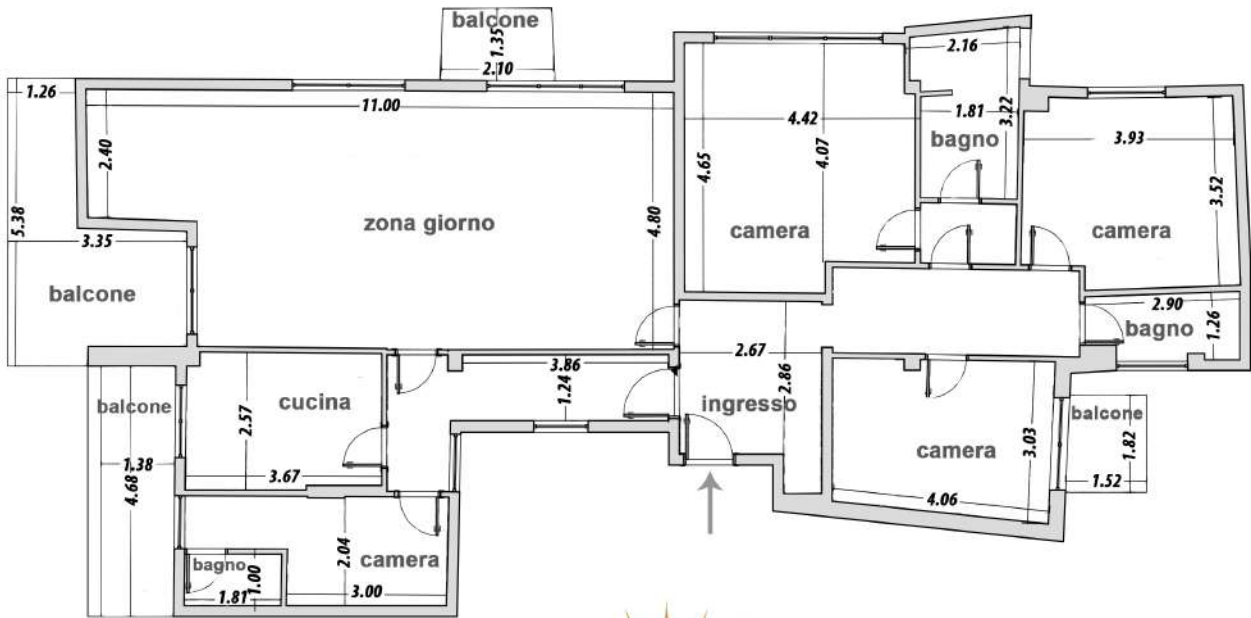 balcone
1.35
2.10
2.16
1.26
11.00
1.81
3.22
2.40
4.42
bagno
3.93
4.65
4.07
3.52
5.38
zona giorno
4.80
camera
camera
3.35
balcone
2.90
bagno
1.26
2.67
3.86
2.86
1.24
balcone
cucina
2.57
ingresso
balcone
1.82
camera
3.03
1.38
3.67
1.52
4.68
4.06
2.04
camera
bagno
1.00
1.81
3.00